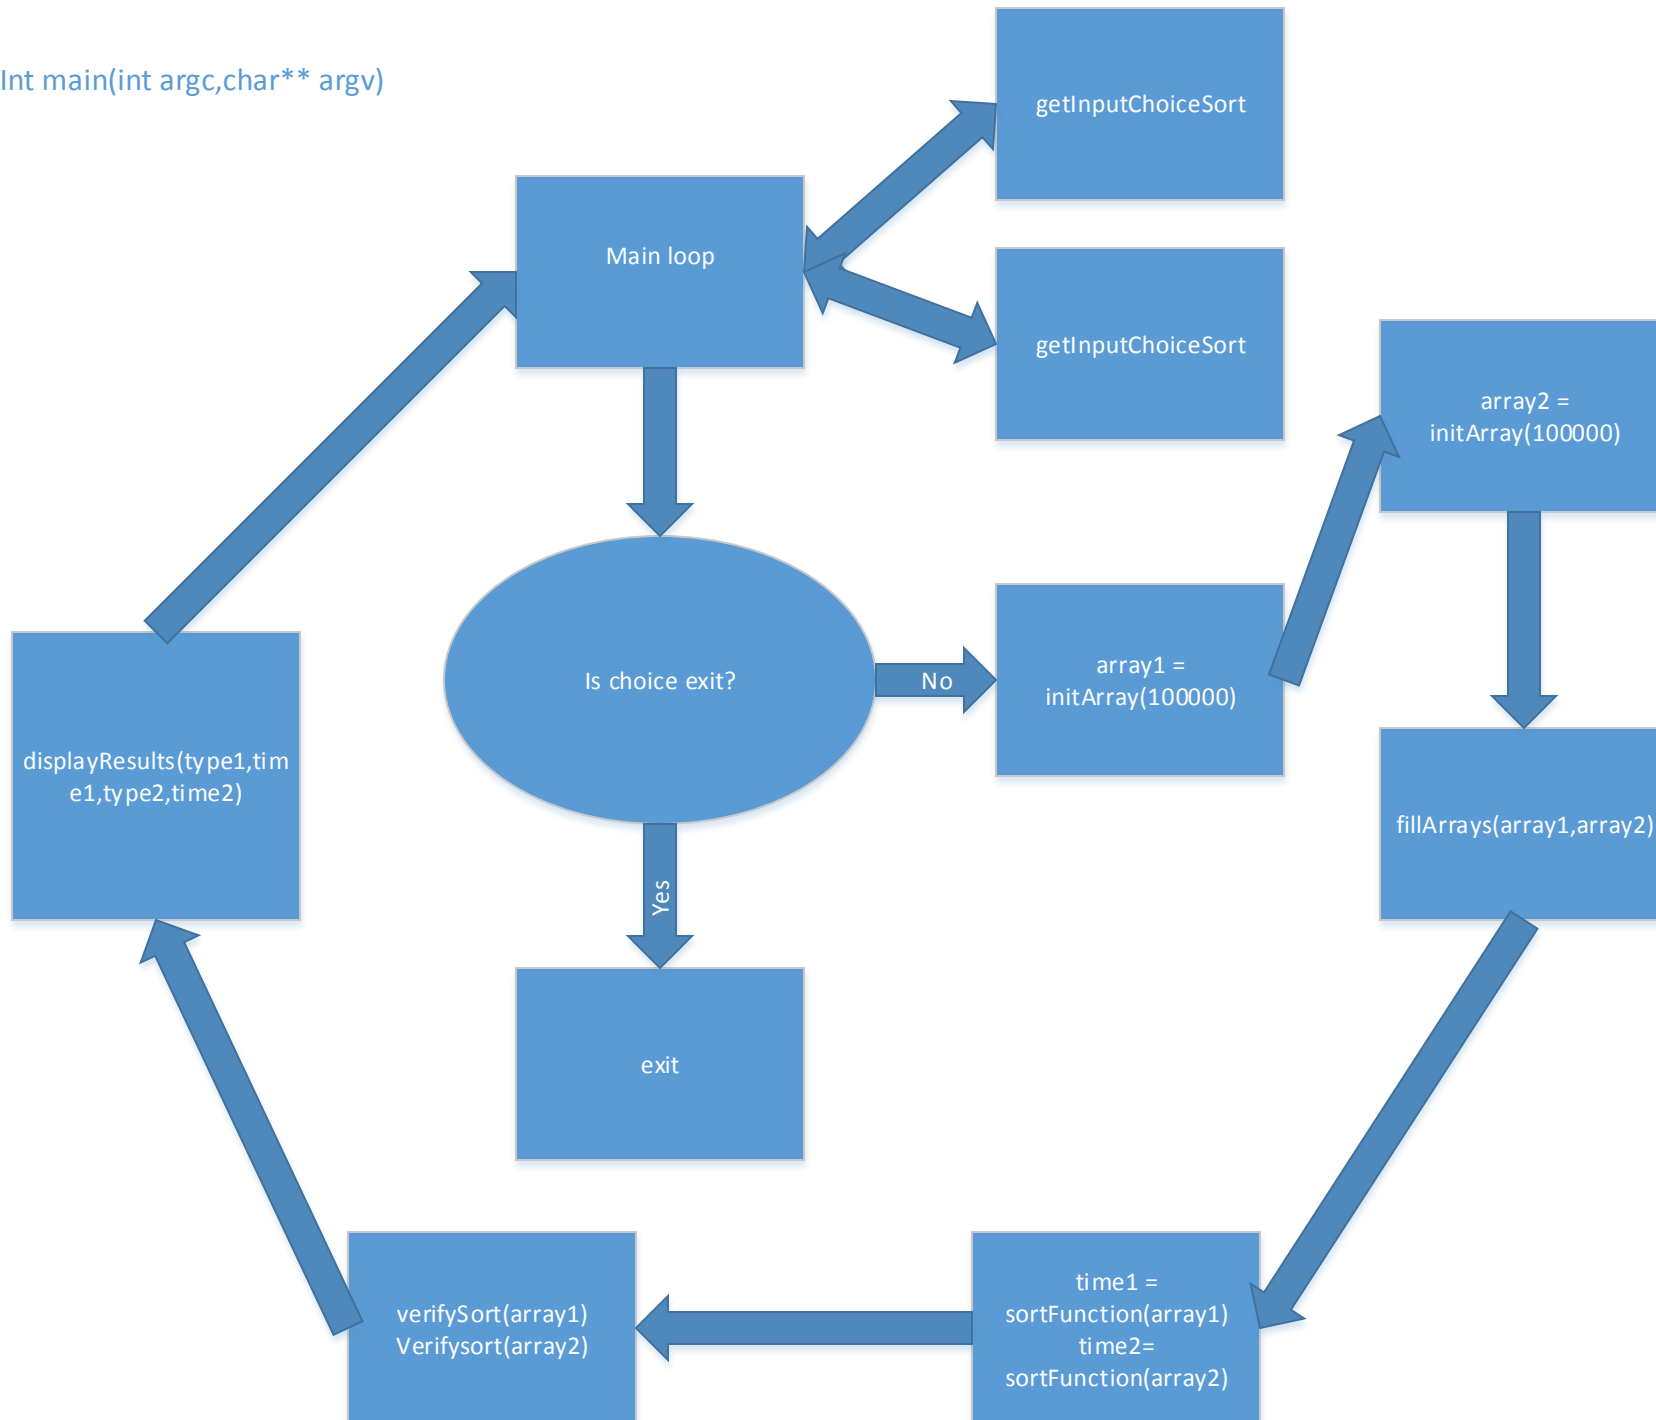 Int main(int argc,char** argv)
getInputChoiceSort
Main loop
getInputChoiceSort
array2 =
initArray(100000)
Is choice exit?
No
array1 =
initArray(100000)
displayResults(type1,tim
e1,type2,time2)
fillArrays(array1,array2)
Yes
exit
verifySort(array1)
Verifysort(array2)
time1 =
sortFunction(array1)
time2=
sortFunction(array2)